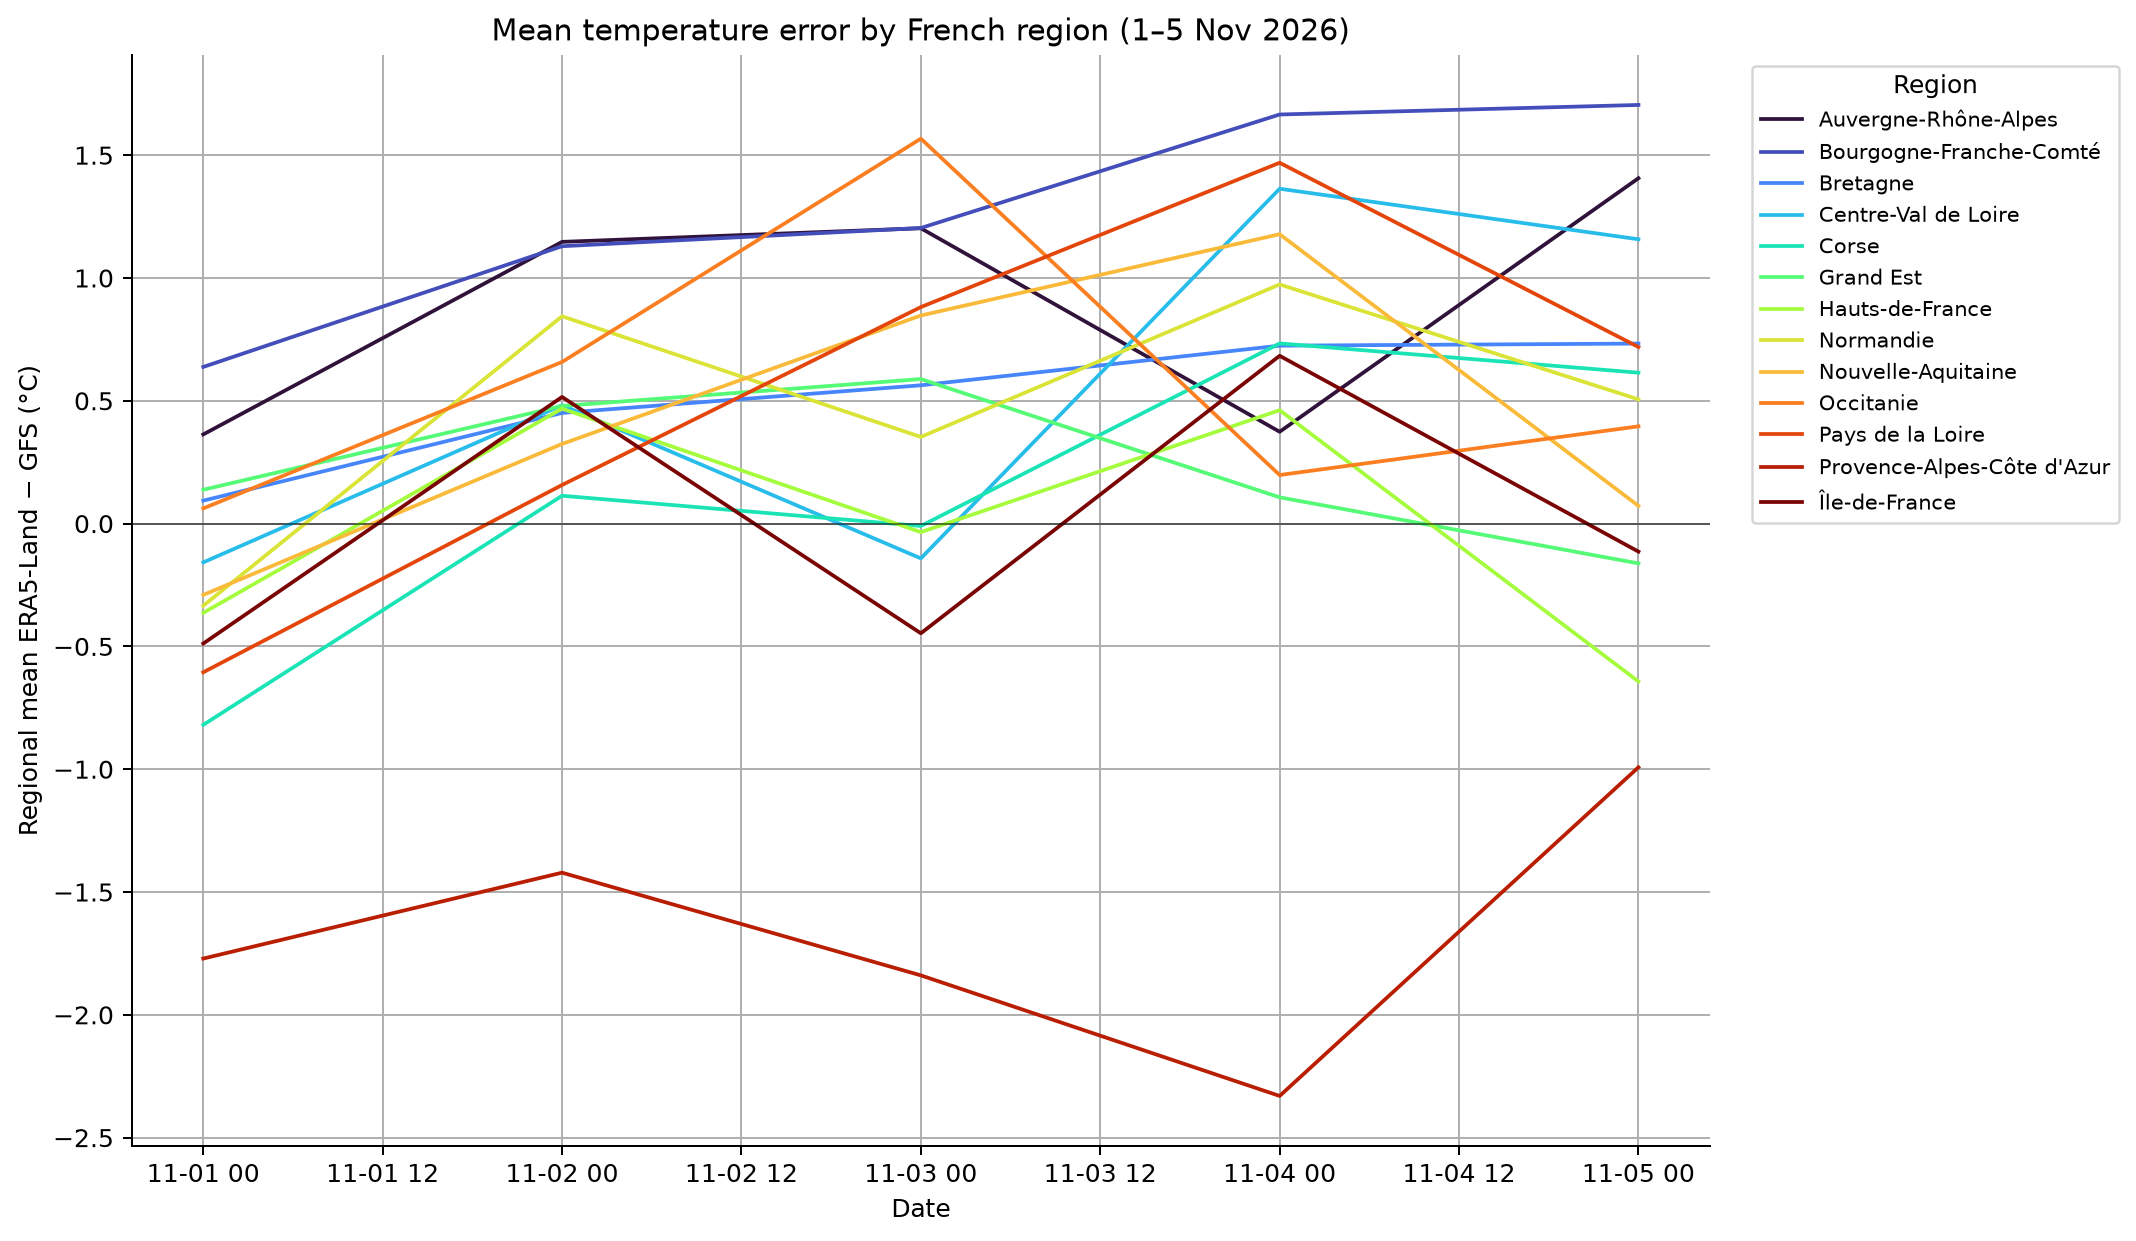 Mean temperature error by French region (1–5 Nov 2026)
Regional mean ERA5-Land − GFS (°C)
1.5
1.0
0.5
0.0
−0.5
−1.0
−1.5
−2.0
−2.5
11-01 00
11-01 12
11-02 00
11-02 12
11-03 00
11-03 12
11-04 00
11-04 12
11-05 00
Date
Region
Auvergne-Rhône-Alpes
Bourgogne-Franche-Comté
Bretagne
Centre-Val de Loire
Corse
Grand Est
Hauts-de-France
Normandie
Nouvelle-Aquitaine
Occitanie
Pays de la Loire
Provence-Alpes-Côte d'Azur
Île-de-France